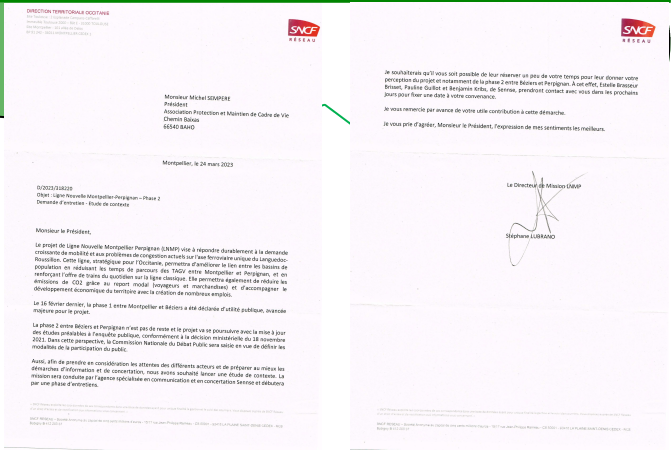 DIRECTION TERRITORIALE OCCITANIE
SNCF
RÉSEAU
Monsieur Michel SEMPERE
Président
Association Protection et Maintien de Cadre de Vie
Chemin Baixas
66540 BAHO
Montpellier, le 24 mars 2023
D/2023/318220
Objet : Ligne Nouvelle Montpellier-Perpignan – Phase 2
Demande d'entretien - Etude de contexte
Monsieur le Président,
Le projet de Ligne Nouvelle Montpellier Perpignan (LNMP) vise à répondre durablement à la demande
croissante de mobilité et aux problèmes de congestion actuels sur l'axe ferroviaire unique du Languedoc-
Roussillon. Cette ligne, stratégique pour l'Occitanie, permettra d'améliorer le lien entre les bassins de
population en réduisant les temps de parcours des TAGV entre Montpellier et Perpignan, et en
renforçant l'offre de trains du quotidien sur la ligne classique. Elle permettra également de réduire les
émissions de CO2 grâce au report modal (voyageurs et marchandises) et d'accompagner le
développement économique du territoire avec la création de nombreux emplois.
Le 16 février dernier, la phase 1 entre Montpellier et Béziers a été déclarée d'utilité publique, avancée
majeure pour le projet.
La phase 2 entre Béziers et Perpignan n'est pas de reste et le projet va se poursuivre avec la mise à jour
des études préalables à l'enquête publique, conformément à la décision ministérielle du 18 novembre
2021. Dans cette perspective, la Commission Nationale du Débat Public sera saisie en vue de définir les
modalités de la participation du public.
Aussi, afin de prendre en considération les attentes des différents acteurs et de préparer au mieux les
démarches d'information et de concertation, nous avons souhaité lancer une étude de contexte. La
mission sera conduite par l'agence spécialisée en communication et en concertation Sennse et débutera
par une phase d'entretiens.
SNCF
RÉSEAU
Je souhaiterais qu'il vous soit possible de leur réserver un peu de votre temps pour leur donner votre
perception du projet et notamment de la phase 2 entre Béziers et Perpignan. À cet effet, Estelle Brasseur
Brisset, Pauline Guillot et Benjamin Kribs, de Sennse, prendront contact avec vous dans les prochains
jours pour fixer une date à votre convenance.
Je vous remercie par avance de votre utile contribution à cette démarche.
Je vous prie d'agréer, Monsieur le Président, l'expression de mes sentiments les meilleurs.
Le Directeur de Mission LNMP
Stéphane LUBRANO